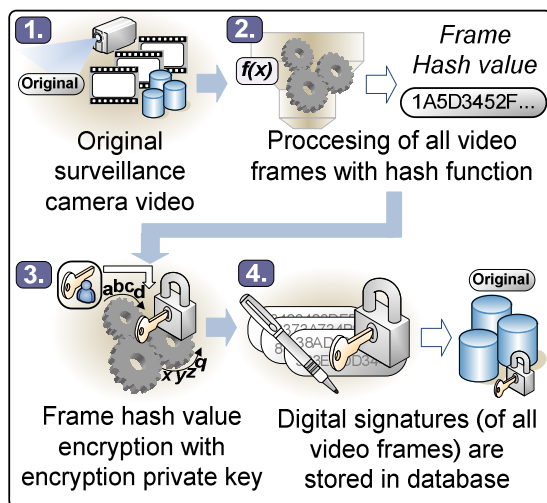 1.
Original
Original
surveillance
camera video
2.
f(x)
Frame
Hash value
1A5D3452F...
Proccesing of all video
frames with hash function
3.
abcd
xyzq
Frame hash value
encryption with
encryption private key
4.
Original
Digital signatures (of all
video frames) are
stored in database